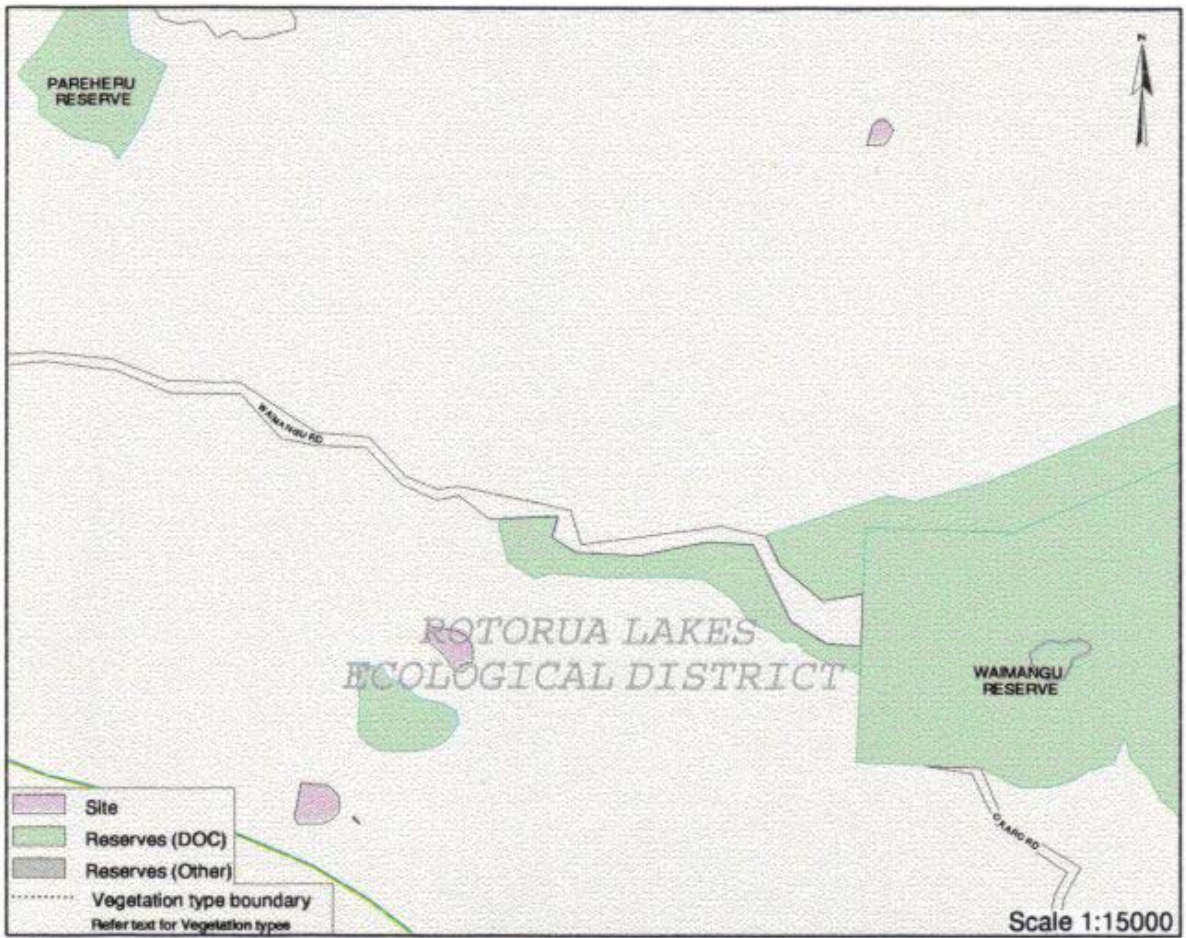 PAREHERU
RESERVE
N
WAIMANGU RD
ROTORUA LAKES
ECOLOGICAL DISTRICT
WAIMANGU
RESERVE
Site
Reserves (DOC)
Reserves (Other)
Vegetation type boundary
Refer text for Vegetation types
RD
Scale 1:15000